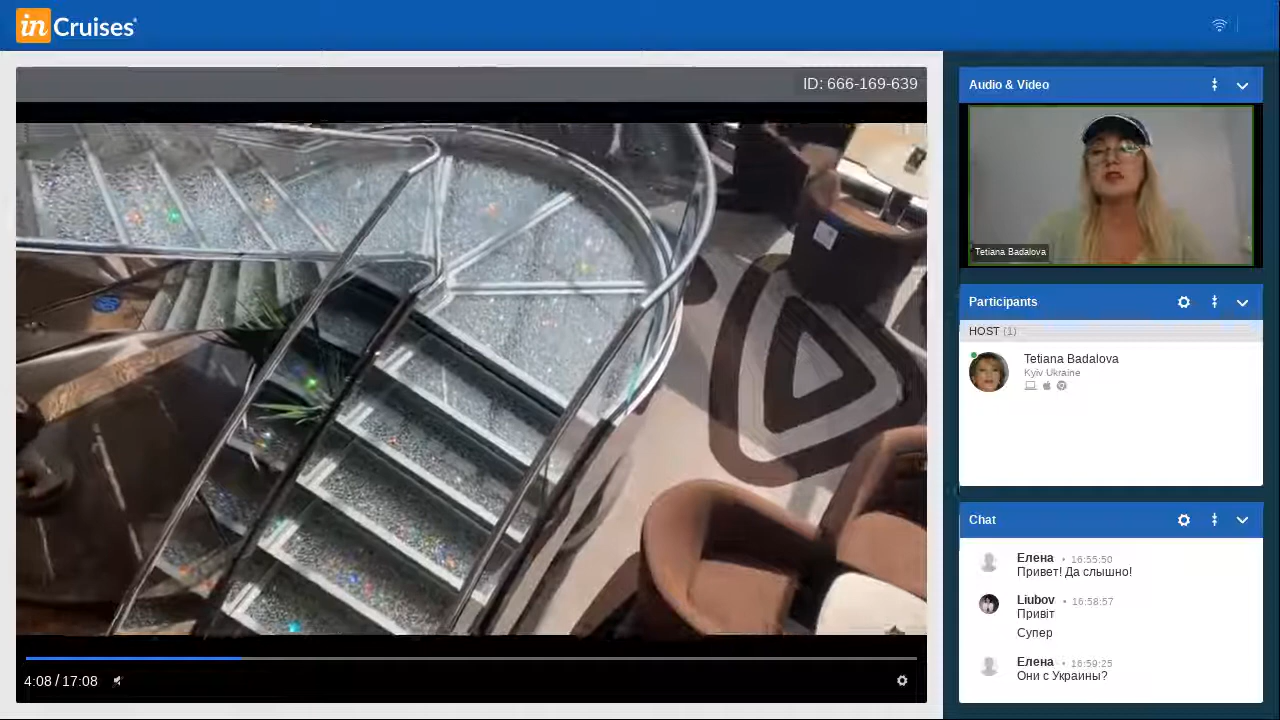 in Cruises
ID: 666-169-639
4:08 / 17:08
Audio & Video
Tetiana Badalova
Participants
HOST (1)
Tetiana Badalova
Kyiv Ukraine
Chat
Елена • 16:55:50
Привет! Да слышно!
Liubov • 16:58:57
Привіт
Супер
Елена • 16:59:25
Они с Украины?